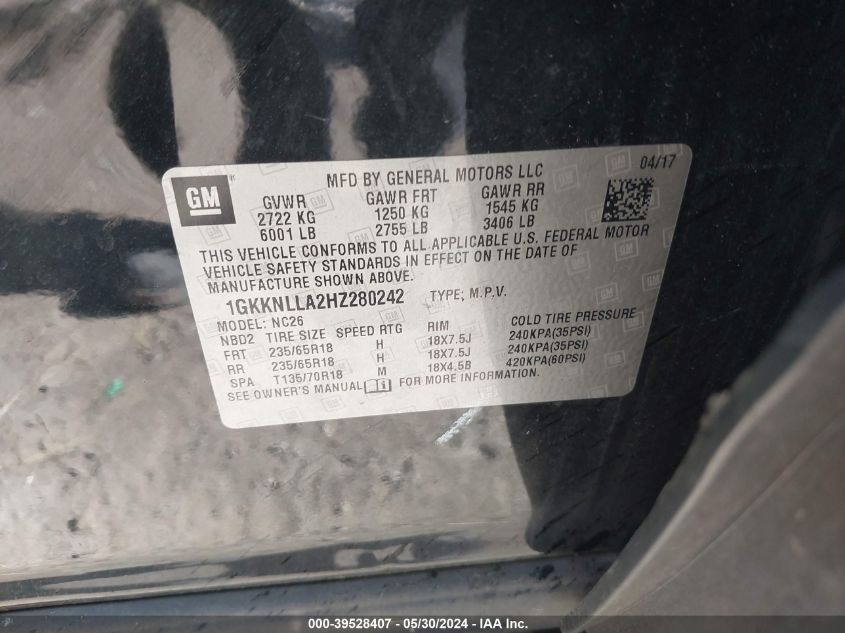 GM
MFD BY GENERAL MOTORS LLC
04/17
GVWR GAWR FRT GAWR RR
2722 KG 1250 KG 1545 KG
6001 LB 2755 LB 3406 LB
THIS VEHICLE CONFORMS TO ALL APPLICABLE U.S. FEDERAL MOTOR
VEHICLE SAFETY STANDARDS IN EFFECT ON THE DATE OF
MANUFACTURE SHOWN ABOVE.
1GKKNLLA2HZ280242 TYPE; M.P.V.
MODEL: NC26
NBD2 TIRE SIZE SPEED RTG RIM COLD TIRE PRESSURE
FRT 235/65R18 H 18X7.5J 240KPA(35PSI)
RR 235/65R18 H 18X7.5J 240KPA(35PSI)
SPA T135/70R18 M 18X4.5B 420KPA(60PSI)
SEE OWNER'S MANUAL FOR MORE INFORMATION.
000-39528407 - 05/30/2024 - IAA Inc.